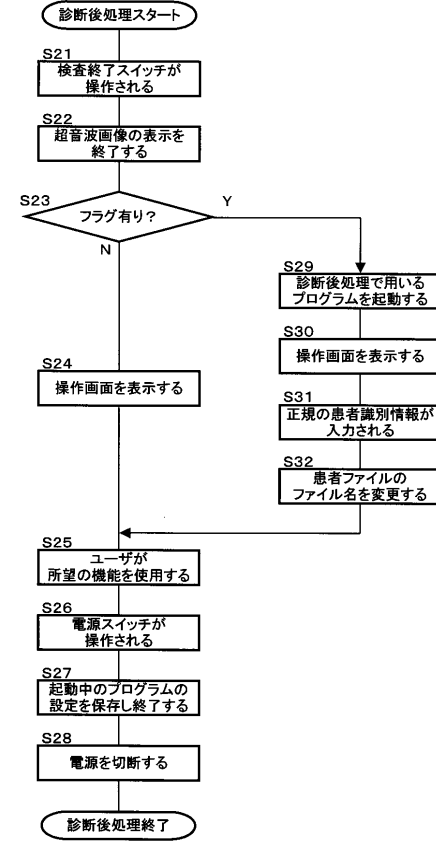 診断後処理スタート
S21
検査終了スイッチが
操作される
S22
超音波画像の表示を
終了する
S23
フラグ有り?
Y
N
S29
診断後処理で用いる
プログラムを起動する
S30
操作画面を表示する
S24
操作画面を表示する
S31
正規の患者識別情報が
入力される
S32
患者ファイルの
ファイル名を変更する
S25
ユーザが
所望の機能を使用する
S26
電源スイッチが
操作される
S27
起動中のプログラムの
設定を保存し終了する
S28
電源を切断する
診断後処理終了